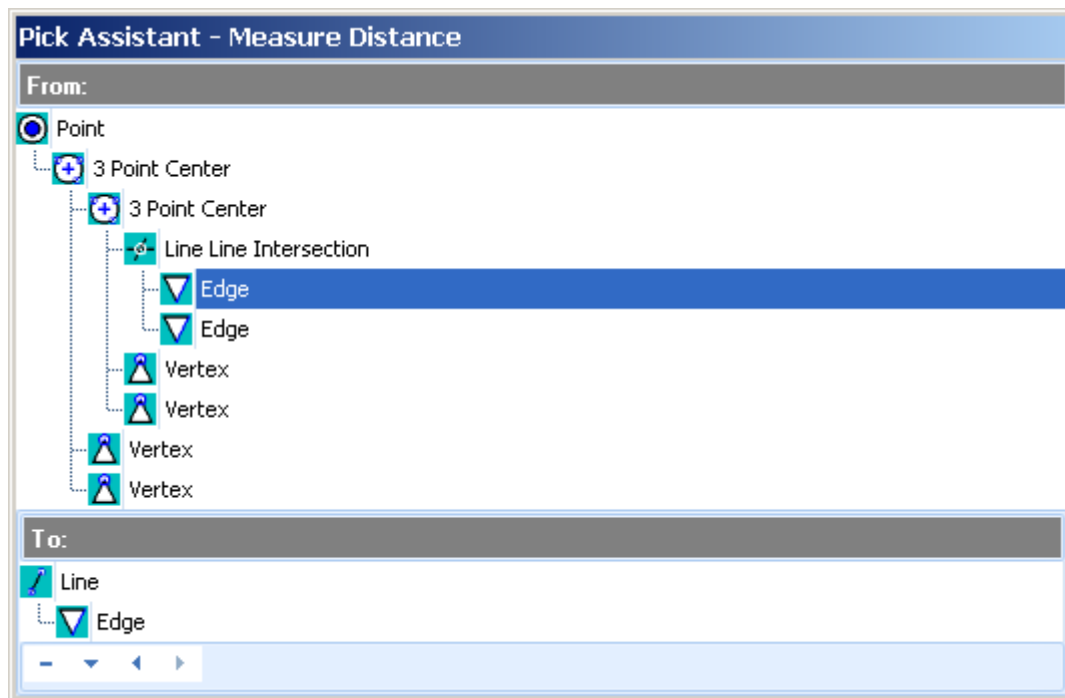 Pick Assistant - Measure Distance
From:
Point
3 Point Center
3 Point Center
Line Line Intersection
Edge
Edge
Vertex
Vertex
Vertex
Vertex
To:
Line
Edge